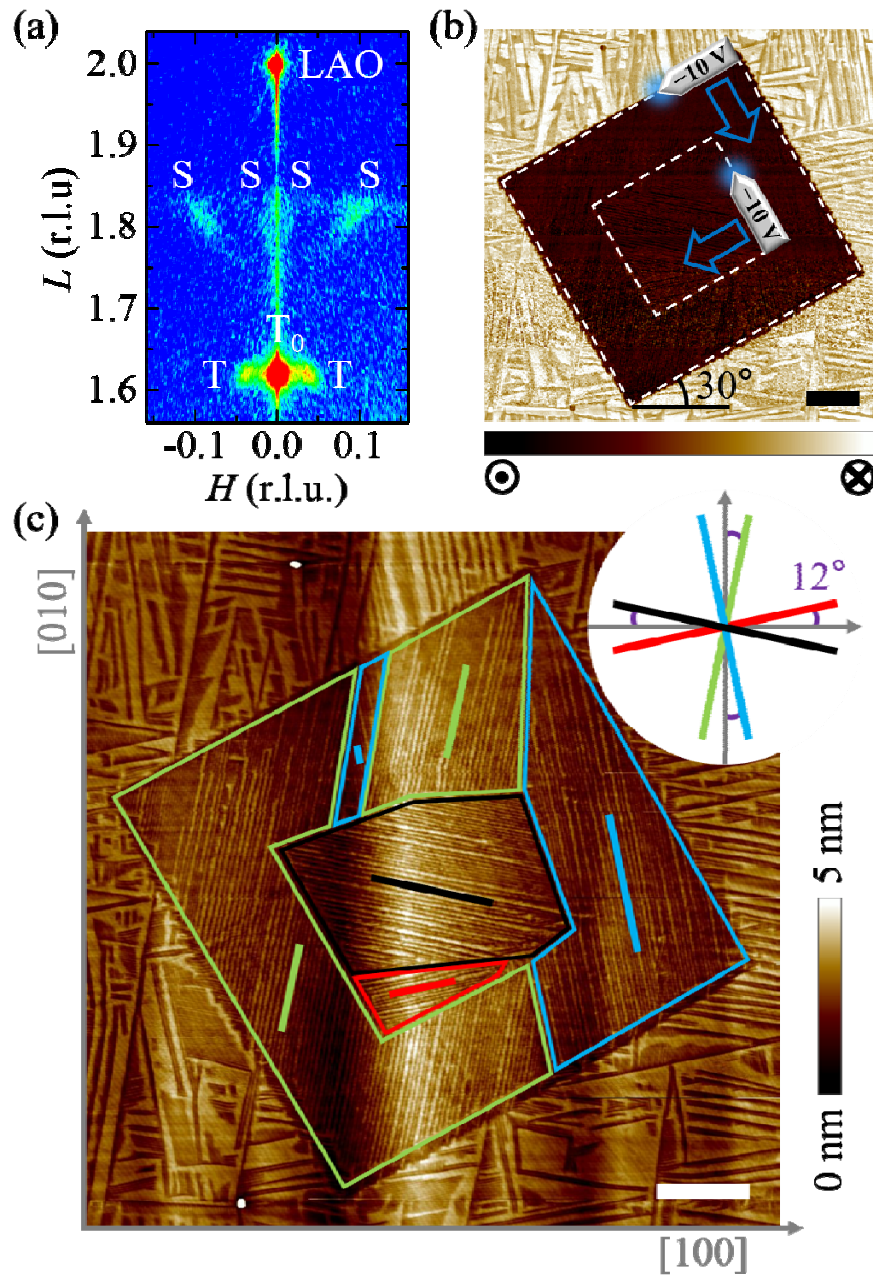 (a)
2.0
LAO
1.9
S S S S
1.8
L (r.l.u)
1.7
T₀
T T
1.6
-0.1 0.0 0.1
H (r.l.u.)
(b)
−10 V
−10 V
30°
(c)
[010]
12°
5 nm
0 nm
[100]